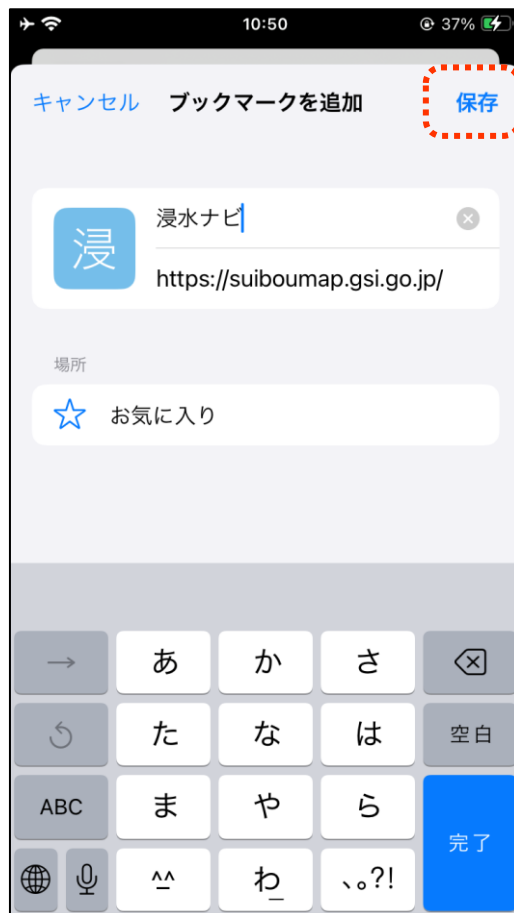 10:50 37%
キャンセル ブックマークを追加 保存
浸 浸水ナビ
https://suiboumap.gsi.go.jp/
場所
お気に入り
→ あ か さ
た な は 空白
ABC ま や ら
完了
^^ わ_ 、。?!